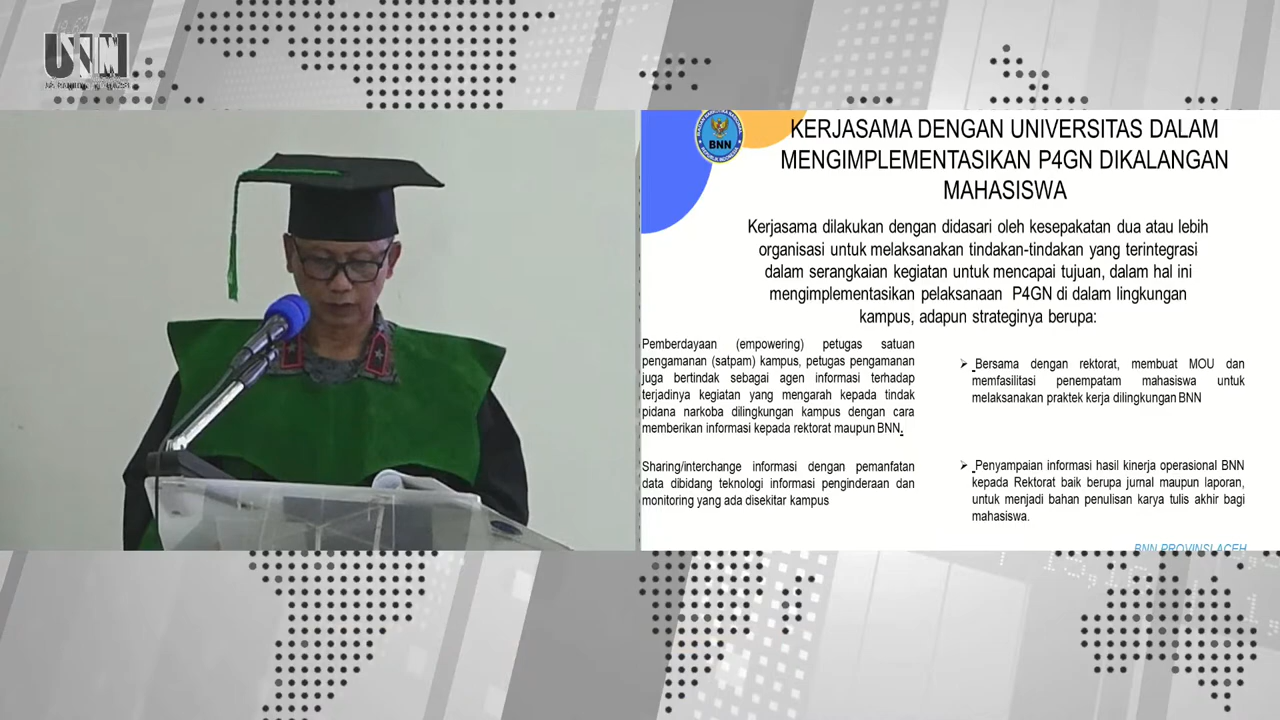 UIN
BNN
KERJASAMA DENGAN UNIVERSITAS DALAM
MENGIMPLEMENTASIKAN P4GN DIKALANGAN
MAHASISWA
Kerjasama dilakukan dengan didasari oleh kesepakatan dua atau lebih
organisasi untuk melaksanakan tindakan-tindakan yang terintegrasi
dalam serangkaian kegiatan untuk mencapai tujuan, dalam hal ini
mengimplementasikan pelaksanaan P4GN di dalam lingkungan
kampus, adapun strateginya berupa:
Pemberdayaan (empowering) petugas satuan
pengamanan (satpam) kampus, petugas pengamanan
juga bertindak sebagai agen informasi terhadap
terjadinya kegiatan yang mengarah kepada tindak
pidana narkoba dilingkungan kampus dengan cara
memberikan informasi kepada rektorat maupun BNN.
Sharing/interchange informasi dengan pemanfatan
data dibidang teknologi informasi penginderaan dan
monitoring yang ada disekitar kampus
➢ Bersama dengan rektorat, membuat MOU dan
memfasilitasi penempatam mahasiswa untuk
melaksanakan praktek kerja dilingkungan BNN
➢ Penyampaian informasi hasil kinerja operasional BNN
kepada Rektorat baik berupa jurnal maupun laporan,
untuk menjadi bahan penulisan karya tulis akhir bagi
mahasiswa.
BNN PROVINSI ACEH